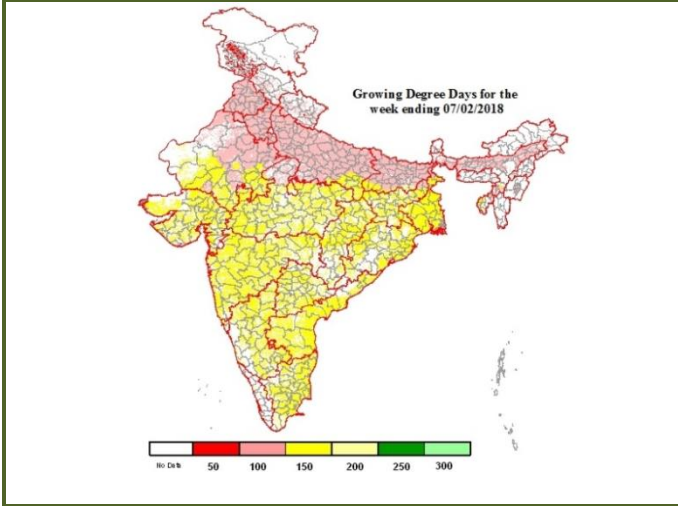 Growing Degree Days for the
week ending 07/02/2018
No Data 50 100 150 200 250 300